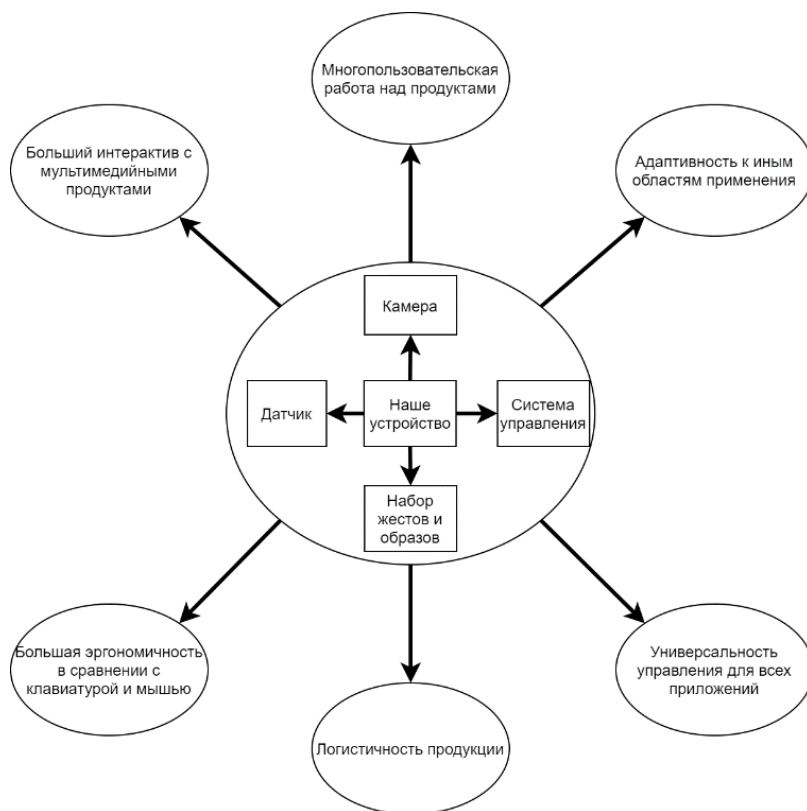 Многопользовательская
работа над продуктами
Больший интерактив с
мультимедийными
продуктами
Адаптивность к иным
областям применения
Камера
Датчик
Наше
устройство
Система
управления
Набор
жестов и
образов
Большая эргономичность
в сравнении с
клавиатурой и мышью
Универсальность
управления для всех
приложений
Логистичность продукции